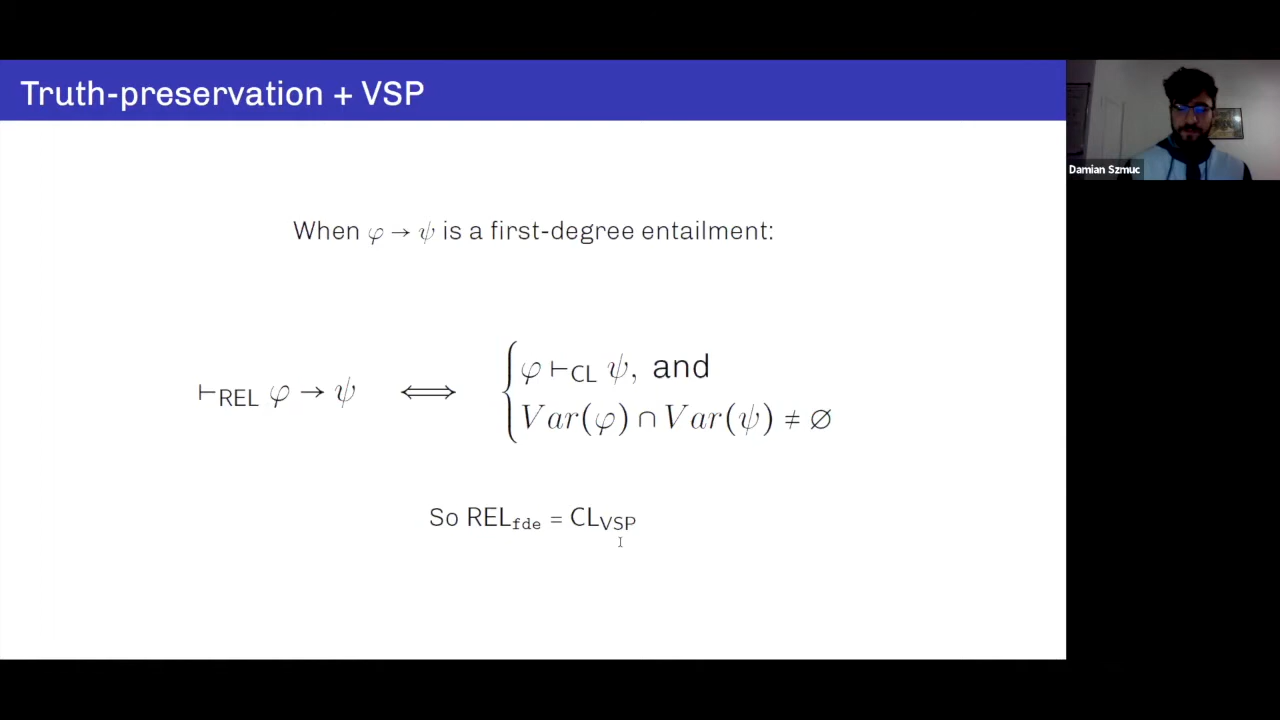 Truth-preservation + VSP
Damian Szmuc
When φ → ψ is a first-degree entailment:
⊢REL φ → ψ ⟺ { φ ⊢CL ψ, and
Var(φ) ∩ Var(ψ) ≠ ∅
So RELfde = CLVSP